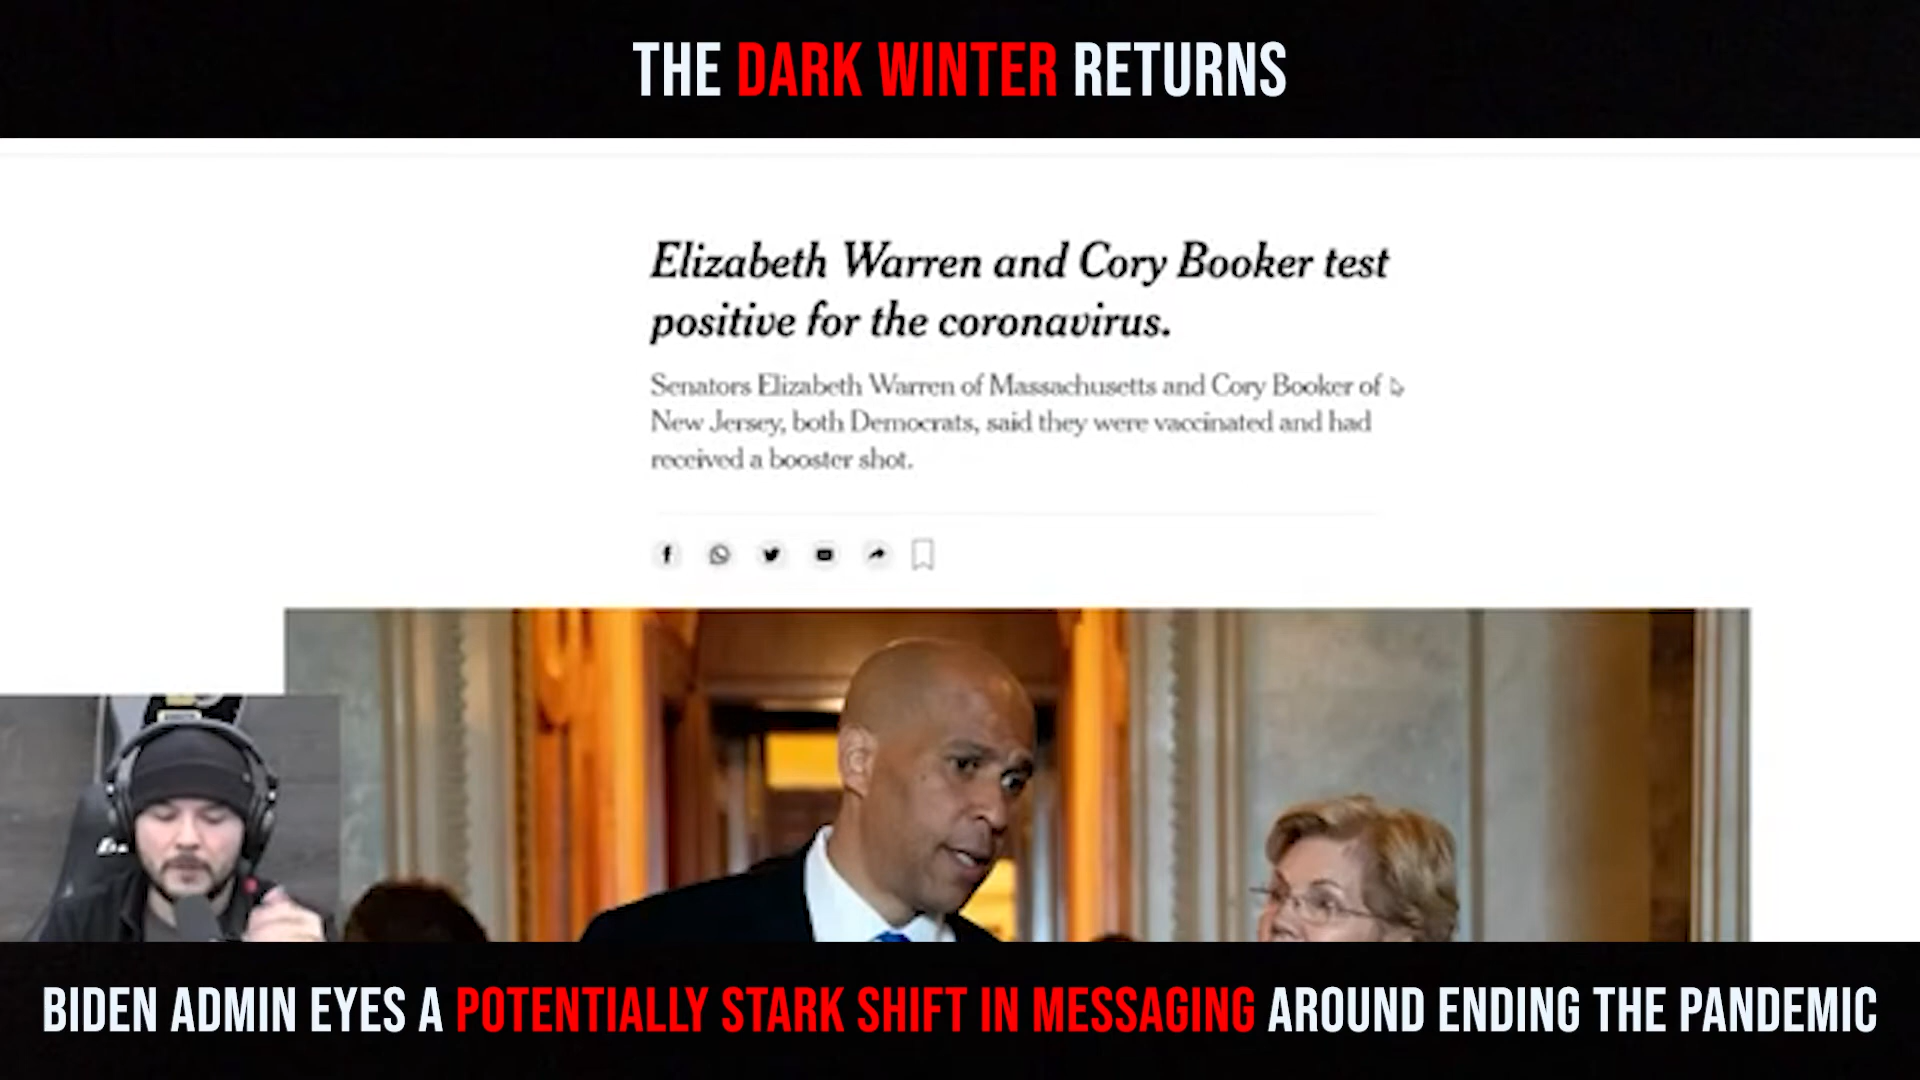 THE DARK WINTER RETURNS
Elizabeth Warren and Cory Booker test
positive for the coronavirus.
Senators Elizabeth Warren of Massachusetts and Cory Booker of
New Jersey, both Democrats, said they were vaccinated and had
received a booster shot.
BIDEN ADMIN EYES A POTENTIALLY STARK SHIFT IN MESSAGING AROUND ENDING THE PANDEMIC